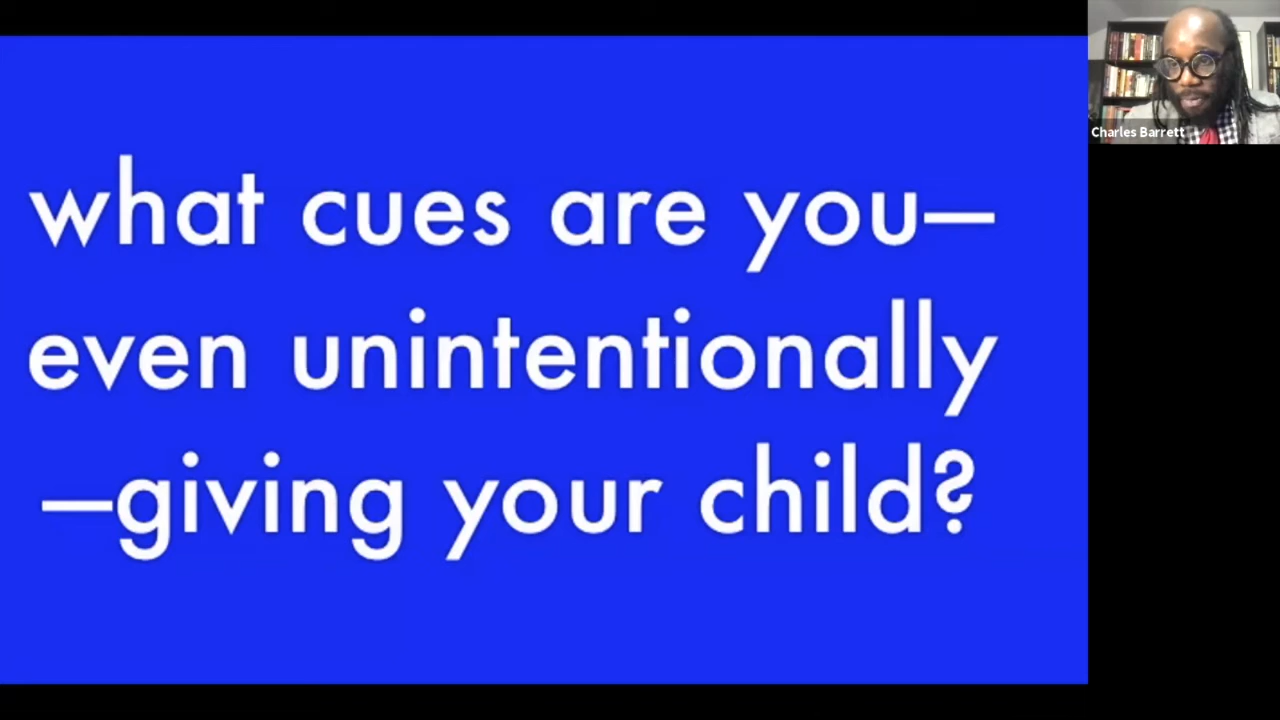 what cues are you—
even unintentionally
—giving your child?
Charles Barrett